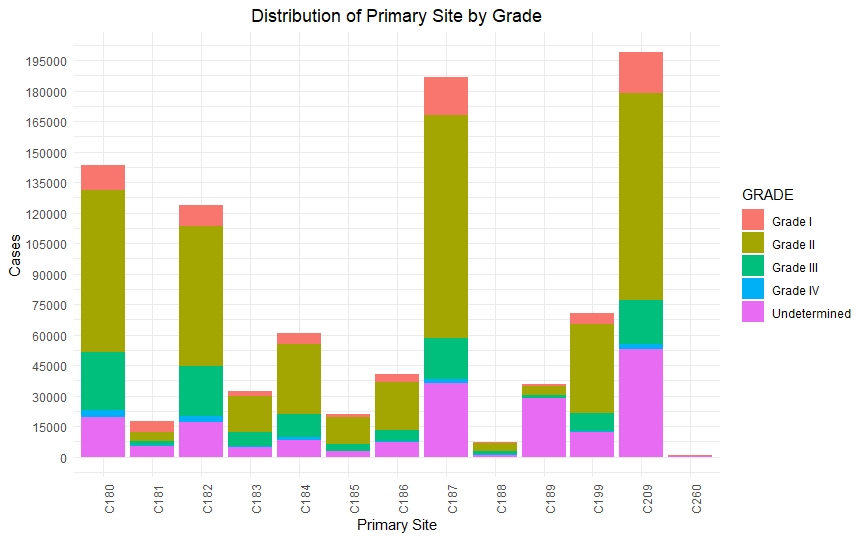 Distribution of Primary Site by Grade
Cases
195000
180000
165000
150000
135000
120000
105000
90000
75000
60000
45000
30000
15000
0
C180
C181
C182
C183
C184
C185
C186
C187
C188
C189
C199
C209
C260
Primary Site
GRADE
Grade I
Grade II
Grade III
Grade IV
Undetermined